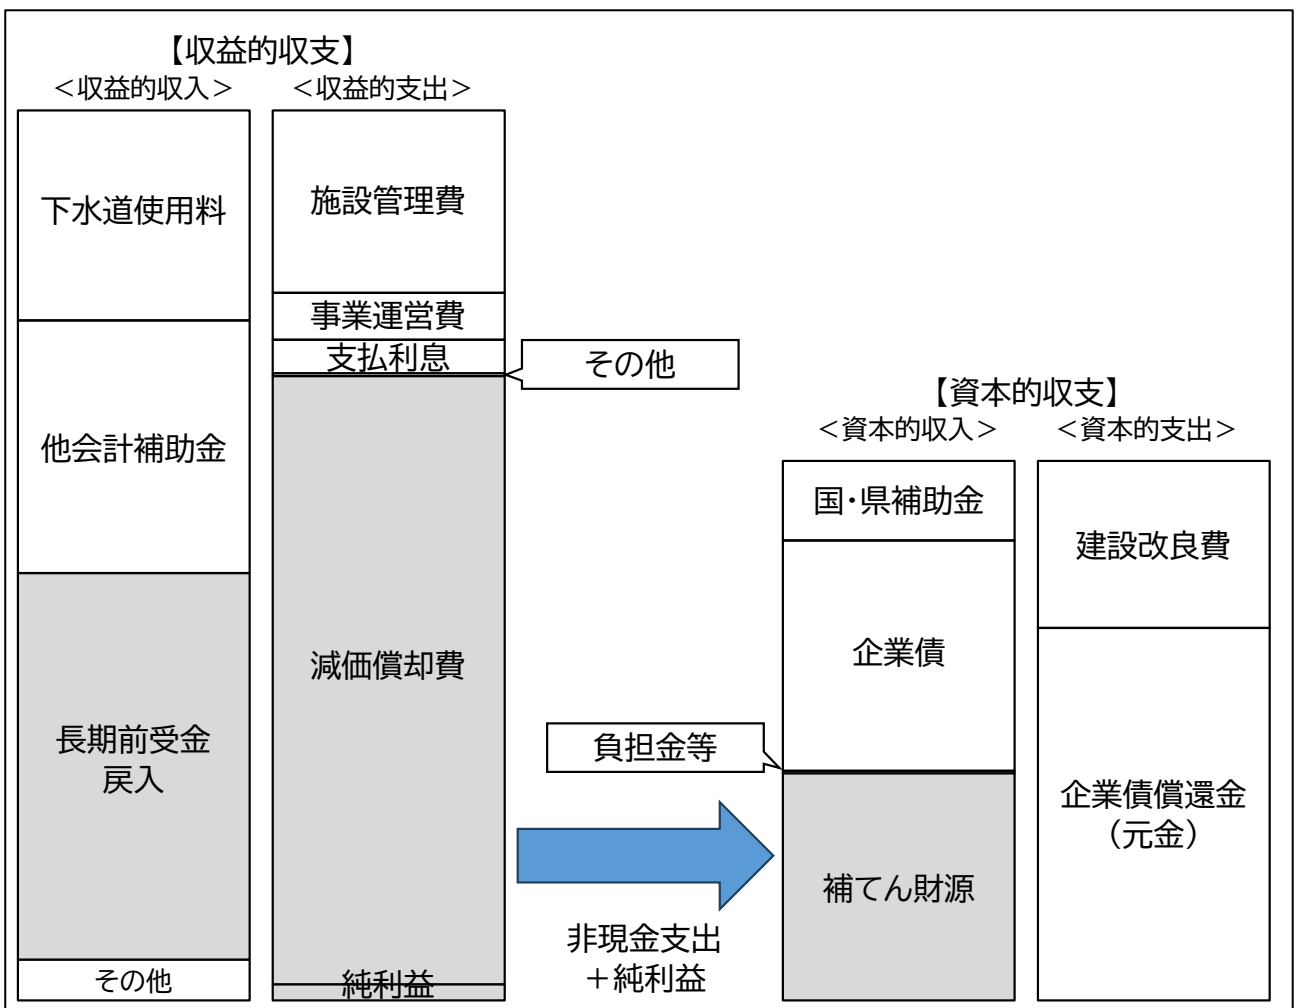 【収益的収支】
＜収益的収入＞
＜収益的支出＞
下水道使用料
他会計補助金
長期前受金
戻入
その他
施設管理費
事業運営費
支払利息
その他
減価償却費
純利益
非現金支出
＋純利益
【資本的収支】
＜資本的収入＞
＜資本的支出＞
国・県補助金
企業債
負担金等
補てん財源
建設改良費
企業債償還金
（元金）